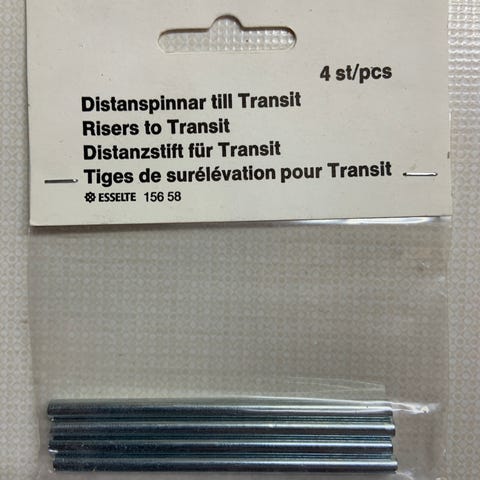 4 st/pcs
Distanspinnar till Transit
Risers to Transit
Distanzstift für Transit
Tiges de surélévation pour Transit
ESSELTE 156 58